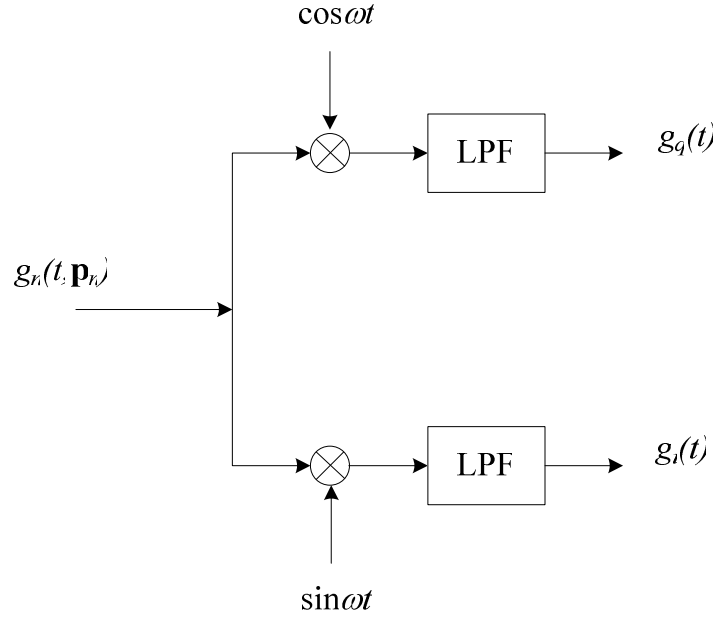 cosωt
LPF
g_q(t)
g_n(t, p_n)
LPF
g_i(t)
sinωt